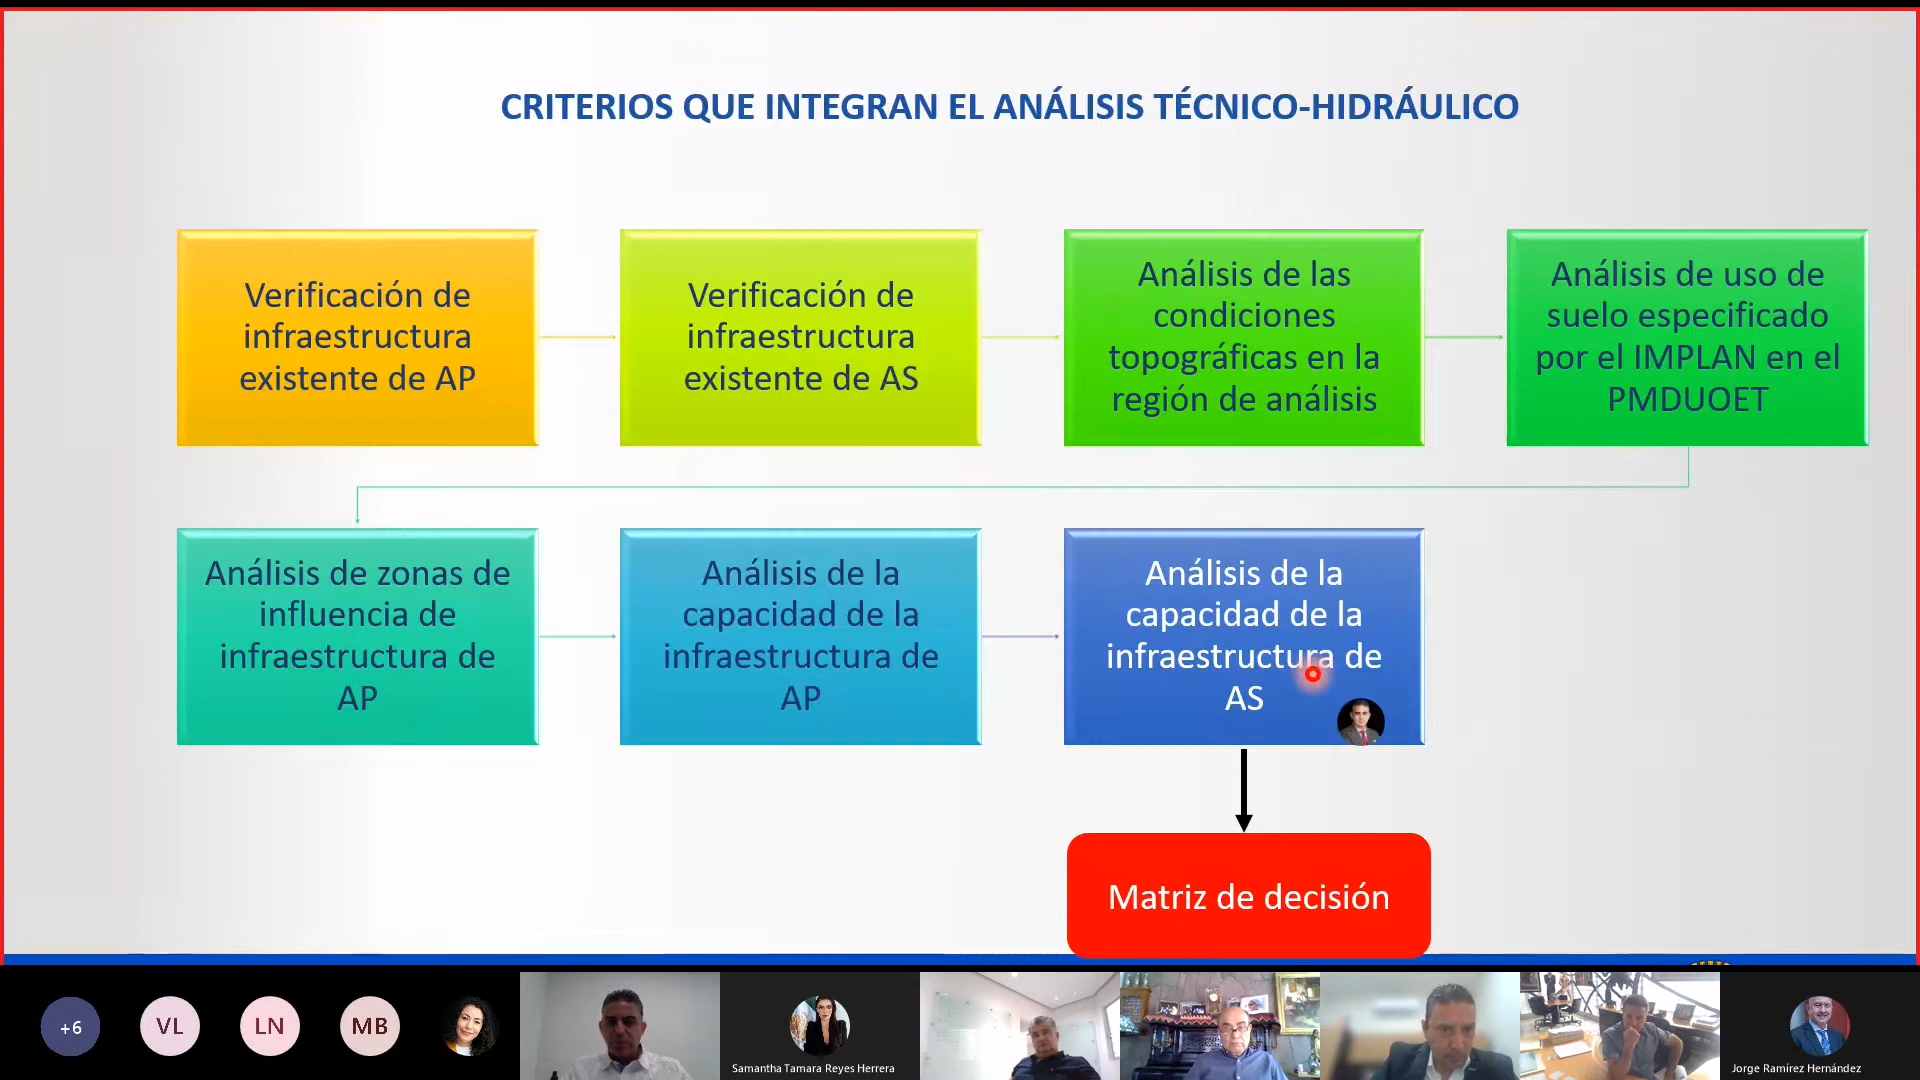 CRITERIOS QUE INTEGRAN EL ANÁLISIS TÉCNICO-HIDRÁULICO
Verificación de
infraestructura
existente de AP
Verificación de
infraestructura
existente de AS
Análisis de las
condiciones
topográficas en la
región de análisis
Análisis de uso de
suelo especificado
por el IMPLAN en el
PMDUOET
Análisis de zonas de
influencia de
infraestructura de
AP
Análisis de la
capacidad de la
infraestructura de
AP
Análisis de la
capacidad de la
infraestructura de
AS
Matriz de decisión
+6
VL
LN
MB
Samantha Tamara Reyes Herrera
Jorge Ramírez Hernández